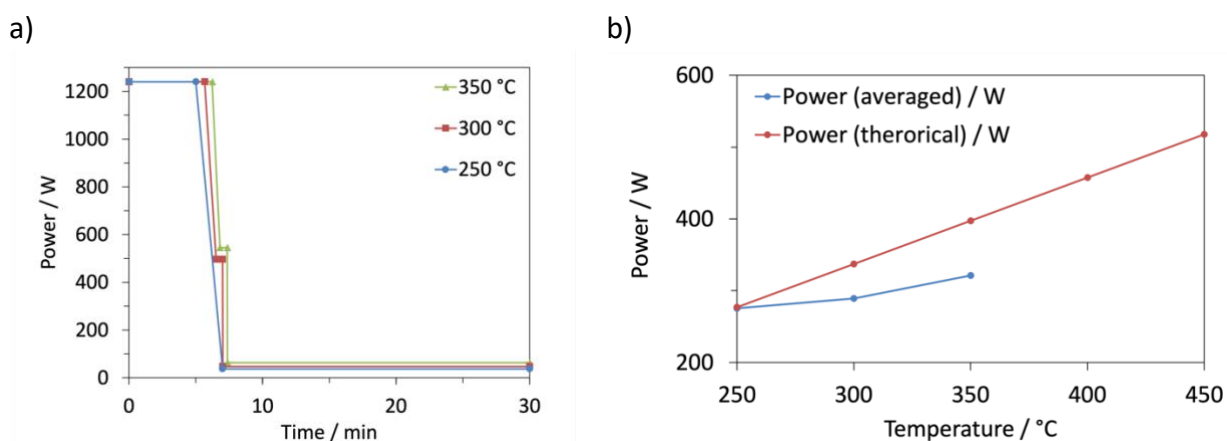 a)
b)
1200
1000
800
600
400
200
0
Power / W
350 °C
300 °C
250 °C
0
10
20
30
Time / min
600
400
200
Power / W
Power (averaged) / W
Power (therorical) / W
250
300
350
400
450
Temperature / °C